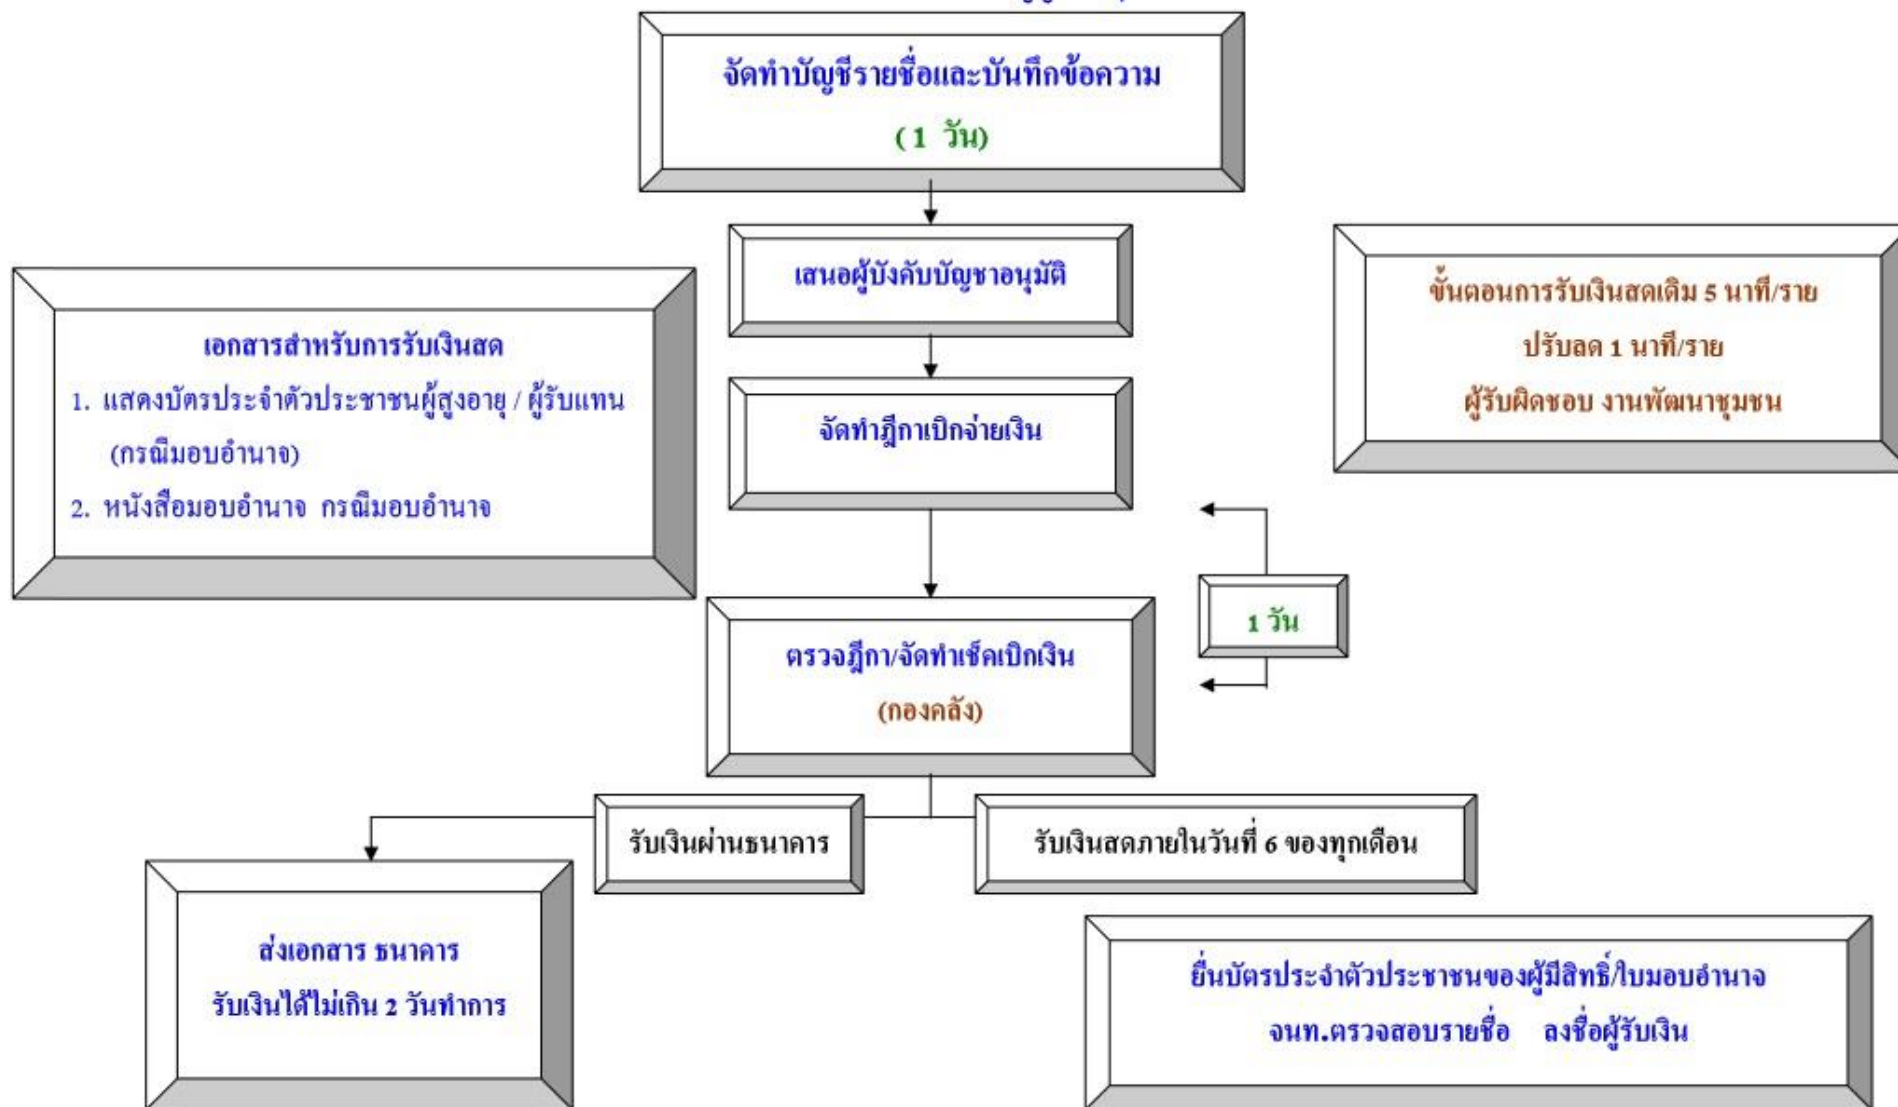 จัดทำบัญชีรายชื่อและบันทึกข้อความ
(1 วัน)
เสนอผู้บังคับบัญชาอนุมัติ
เอกสารสำหรับการรับเงินสด
1. แสดงบัตรประจำตัวประชาชนผู้สูงอายุ / ผู้รับแทน
(กรณีมอบอำนาจ)
2. หนังสือมอบอำนาจ กรณีมอบอำนาจ
ขั้นตอนการรับเงินสดเดิม 5 นาที/ราย
ปรับลด 1 นาที/ราย
ผู้รับผิดชอบ งานพัฒนาชุมชน
จัดทำฎีกาเบิกจ่ายเงิน
1 วัน
ตรวจฎีกา/จัดทำเช็คเบิกเงิน
(กองคลัง)
รับเงินผ่านธนาคาร
รับเงินสดภายในวันที่ 6 ของทุกเดือน
ส่งเอกสาร ธนาคาร
รับเงินได้ไม่เกิน 2 วันทำการ
ยื่นบัตรประจำตัวประชาชนของผู้มีสิทธิ์/ใบมอบอำนาจ
จนท.ตรวจสอบรายชื่อ ลงชื่อผู้รับเงิน